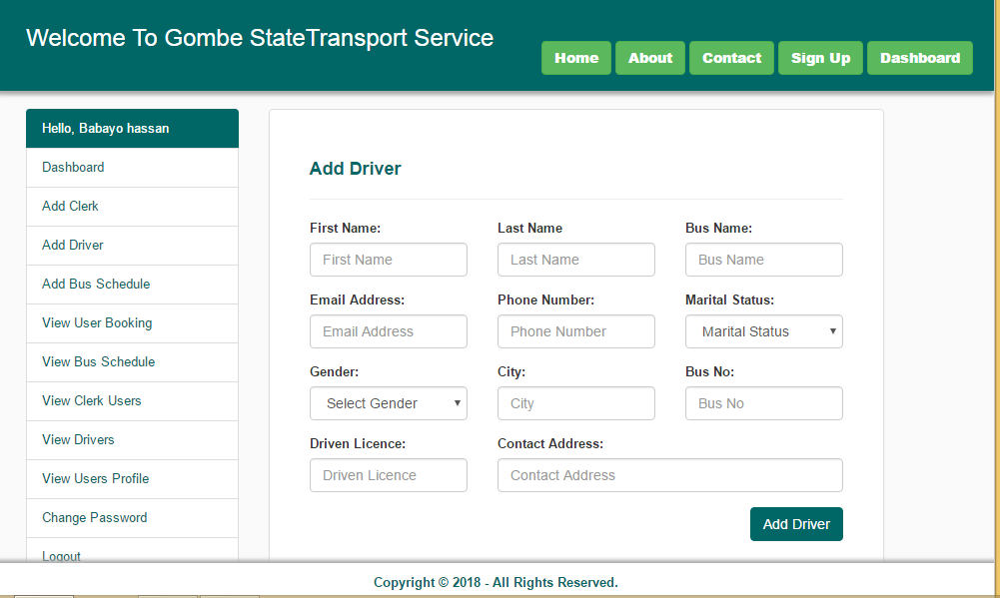 Welcome To Gombe StateTransport Service
Home About Contact Sign Up Dashboard
Hello, Babayo hassan
Dashboard
Add Clerk
Add Driver
Add Bus Schedule
View User Booking
View Bus Schedule
View Clerk Users
View Drivers
View Users Profile
Change Password
Logout
Add Driver
First Name: Last Name Bus Name:
First Name Last Name Bus Name
Email Address: Phone Number: Marital Status:
Email Address Phone Number Marital Status
Gender: City: Bus No:
Select Gender City Bus No
Driven Licence: Contact Address:
Driven Licence Contact Address
Add Driver
Copyright © 2018 - All Rights Reserved.